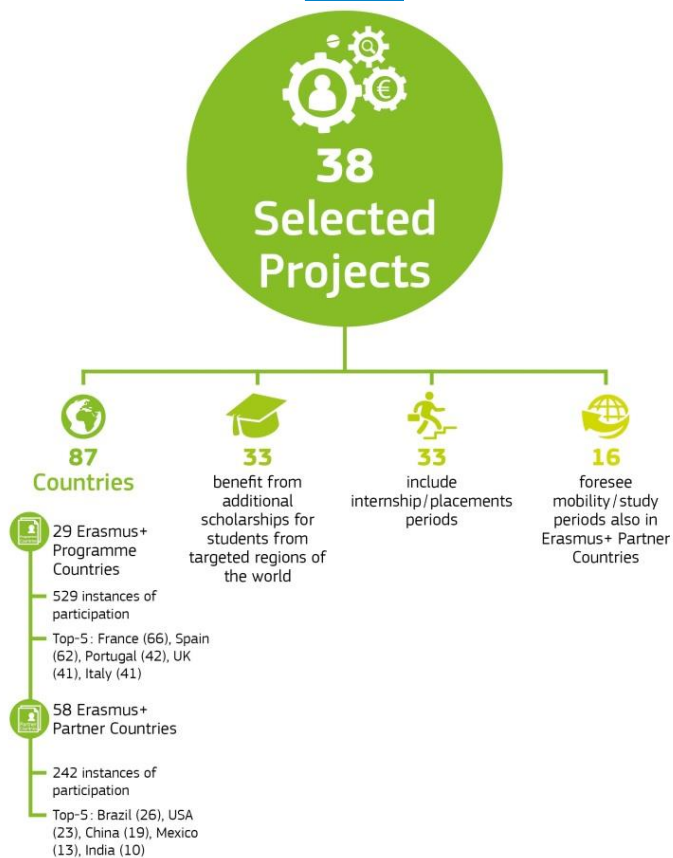 38
Selected
Projects
87
Countries
29 Erasmus+
Programme
Countries
529 instances of
participation
Top-5: France (66), Spain
(62), Portugal (42), UK
(41), Italy (41)
58 Erasmus+
Partner Countries
242 instances of
participation
Top-5: Brazil (26), USA
(23), China (19), Mexico
(13), India (10)
33
benefit from
additional
scholarships for
students from
targeted regions of
the world
33
include
internship/placements
periods
16
foresee
mobility/study
periods also in
Erasmus+ Partner
Countries